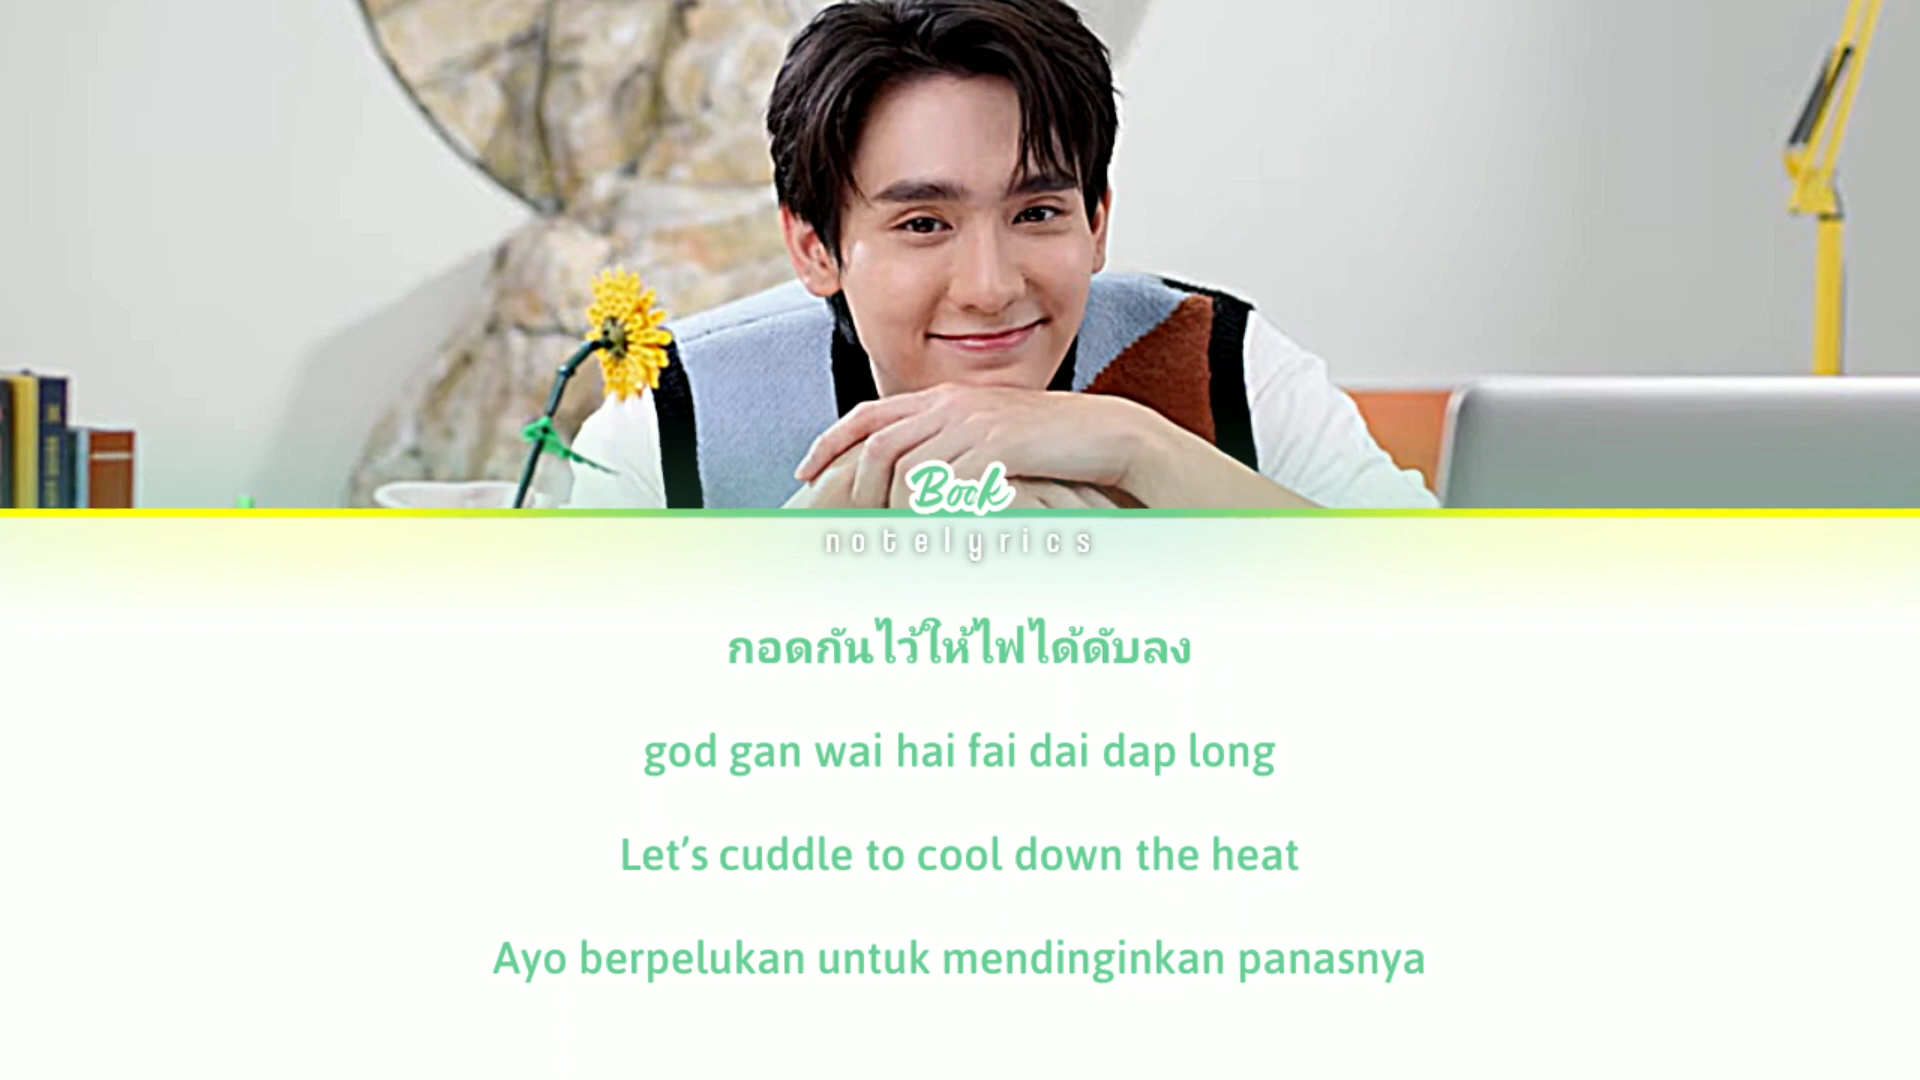 Book
notelyrics
กอดกันไว้ให้ไฟได้ดับลง
god gan wai hai fai dai dap long
Let’s cuddle to cool down the heat
Ayo berpelukan untuk mendinginkan panasnya